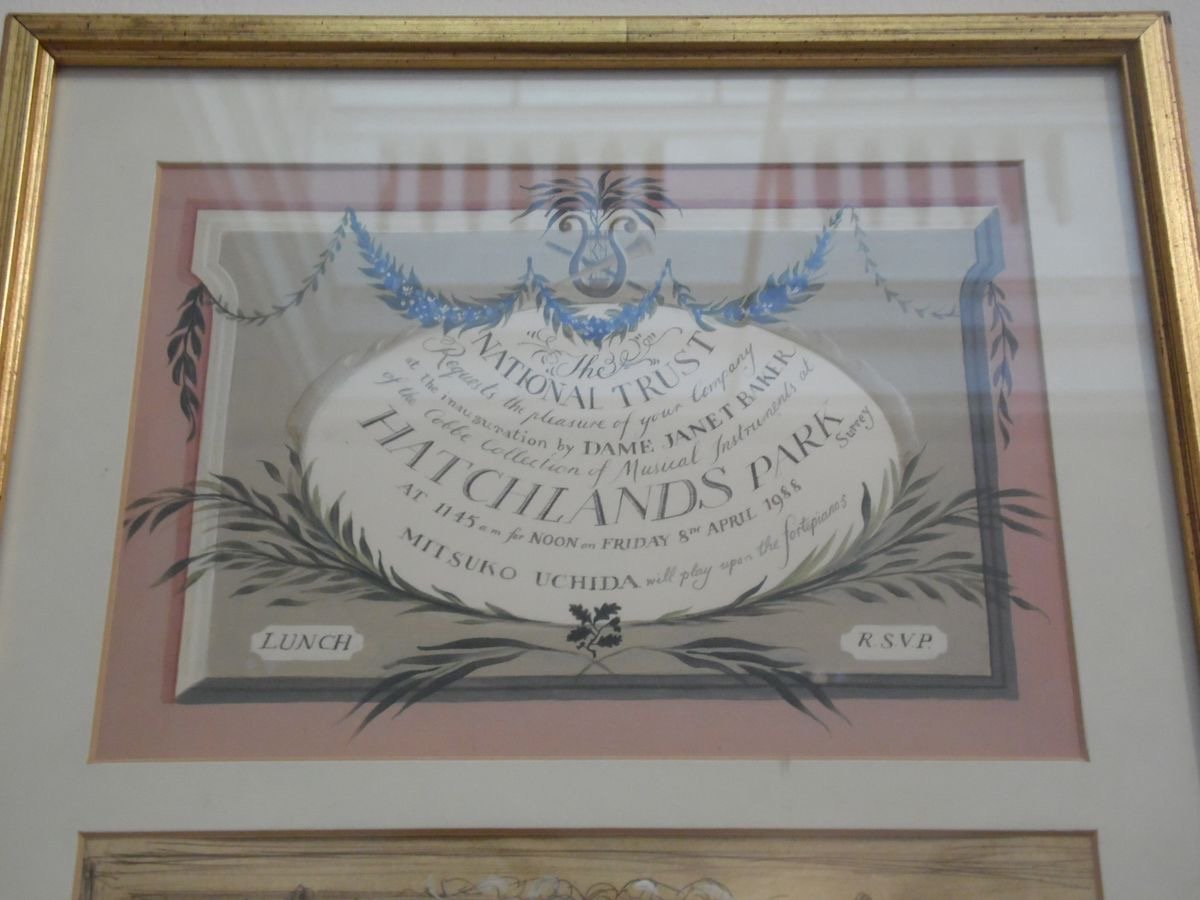 The
NATIONAL TRUST
Requests the pleasure of your Company
at the inauguration by DAME JANET BAKER
of the Cobbe Collection of Musical Instruments at
HATCHLANDS PARK Surrey
AT 1145 am for NOON on FRIDAY 8TH APRIL 1988
MITSUKO UCHIDA will play upon the fortepianos
LUNCH
R.S.V.P.